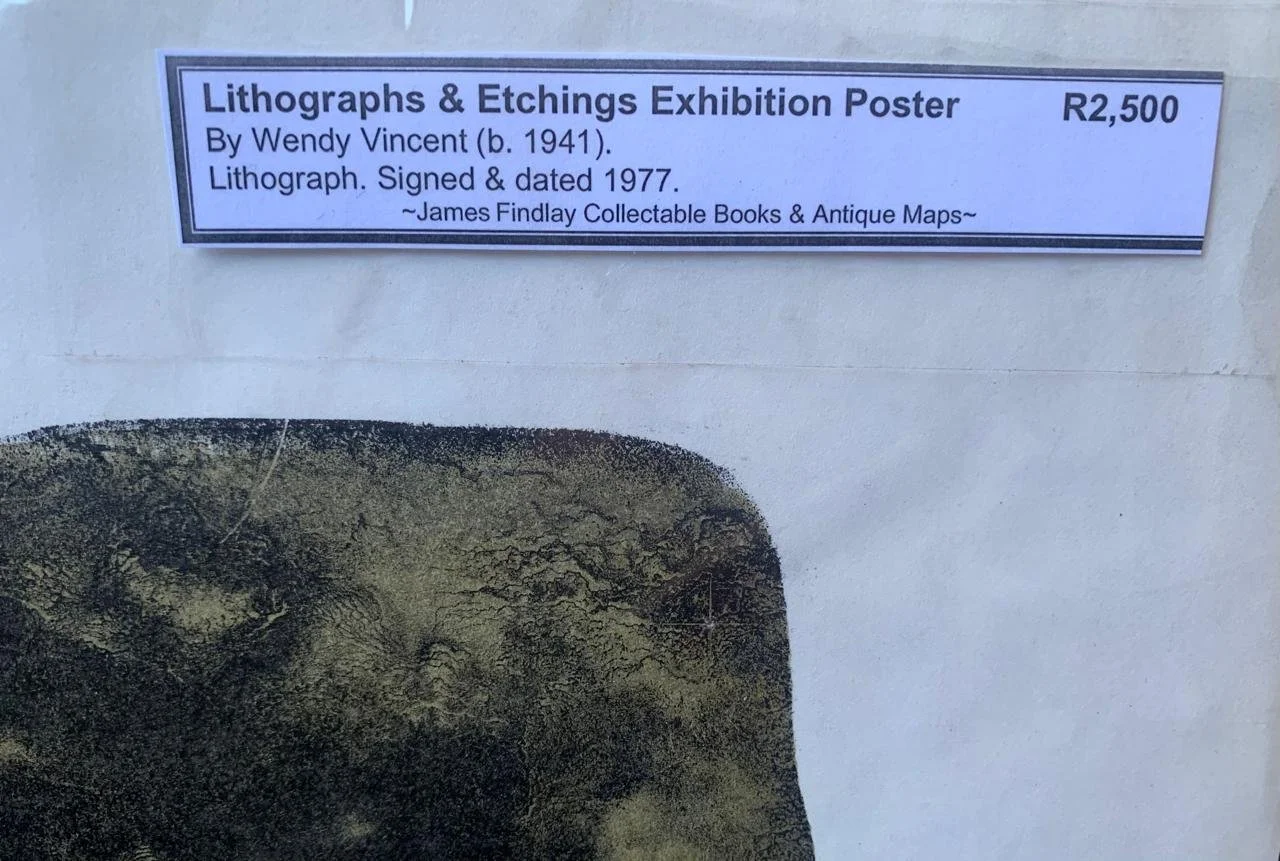 Lithographs & Etchings Exhibition Poster R2,500
By Wendy Vincent (b. 1941).
Lithograph. Signed & dated 1977.
~James Findlay Collectable Books & Antique Maps~